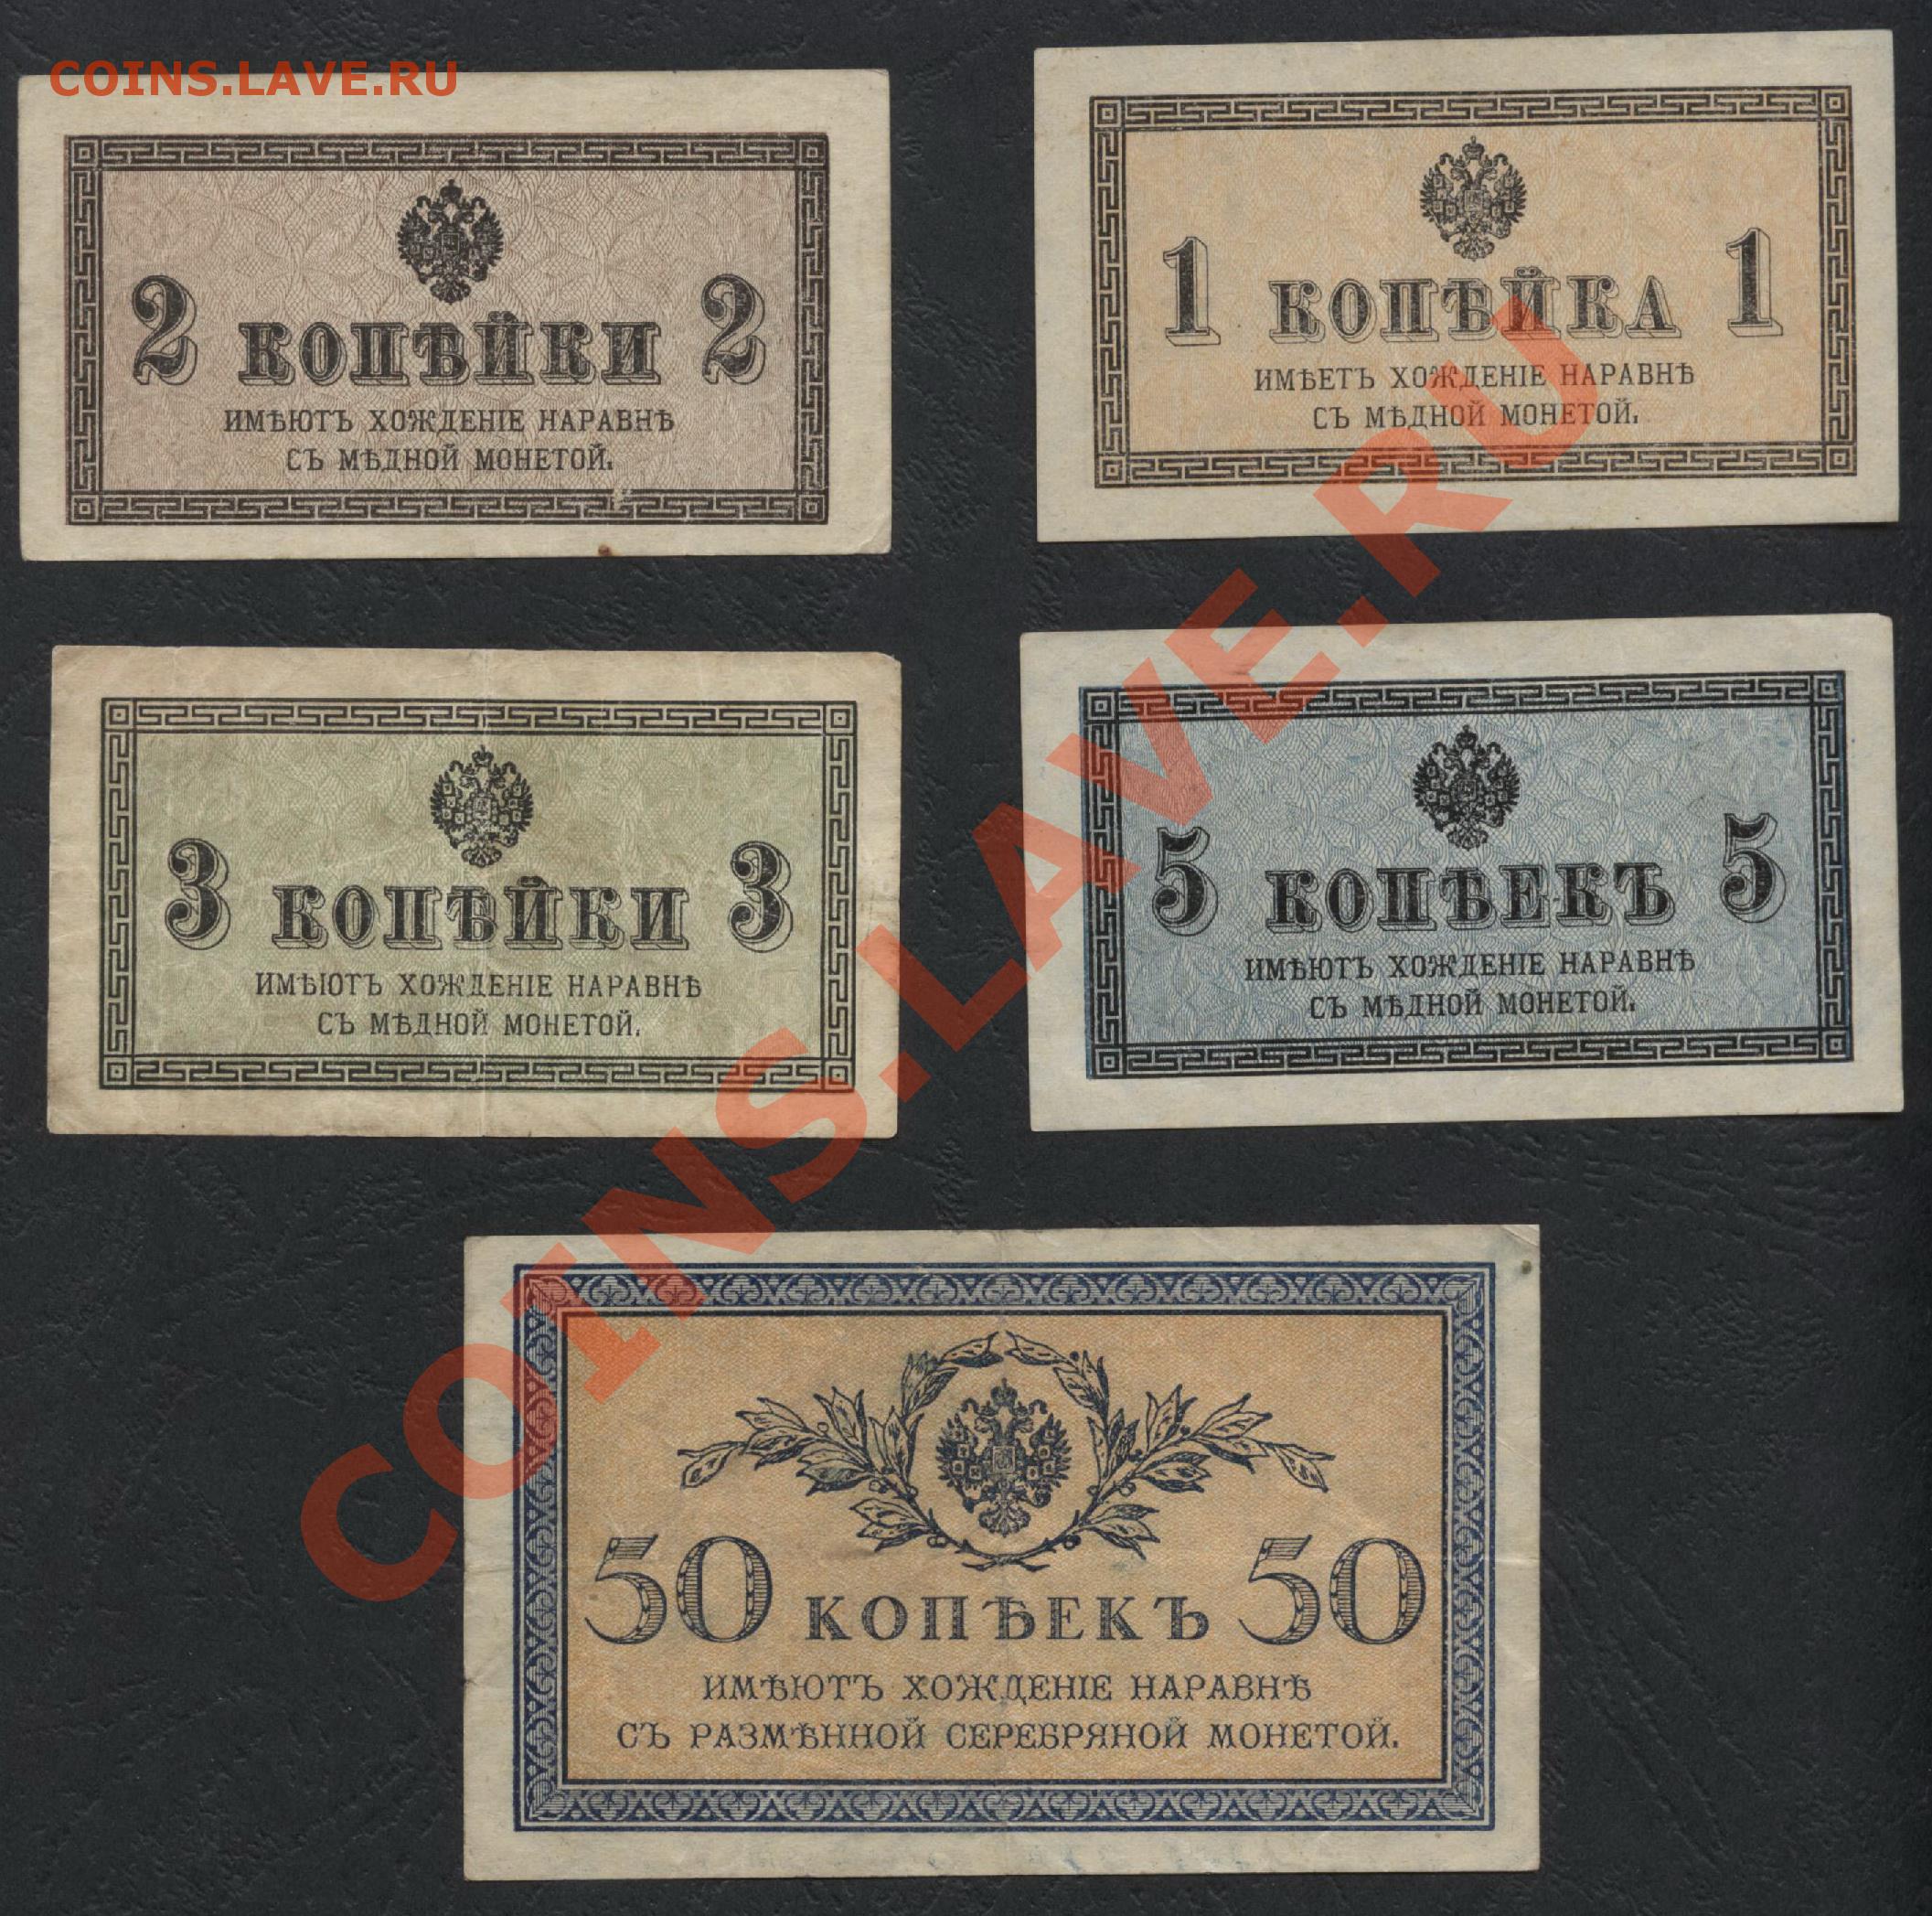 COINS.LAVE.RU
2 КОПѢЙКИ 2
ИМѢЮТЪ ХОЖДЕНІЕ НАРАВНѢ
СЪ МѢДНОЙ МОНЕТОЙ.
1 КОПѢЙКА 1
ИМѢЕТЪ ХОЖДЕНІЕ НАРАВНѢ
СЪ МѢДНОЙ МОНЕТОЙ.
3 КОПѢЙКИ 3
ИМѢЮТЪ ХОЖДЕНІЕ НАРАВНѢ
СЪ МѢДНОЙ МОНЕТОЙ.
5 КОПѢЕКЪ 5
ИМѢЮТЪ ХОЖДЕНІЕ НАРАВНѢ
СЪ МѢДНОЙ МОНЕТОЙ.
COINS.LAVE.RU
50 КОПѢЕКЪ 50
ИМѢЮТЪ ХОЖДЕНІЕ НАРАВНѢ
СЪ РАЗМѢННОЙ СЕРЕБРЯНОЙ МОНЕТОЙ.